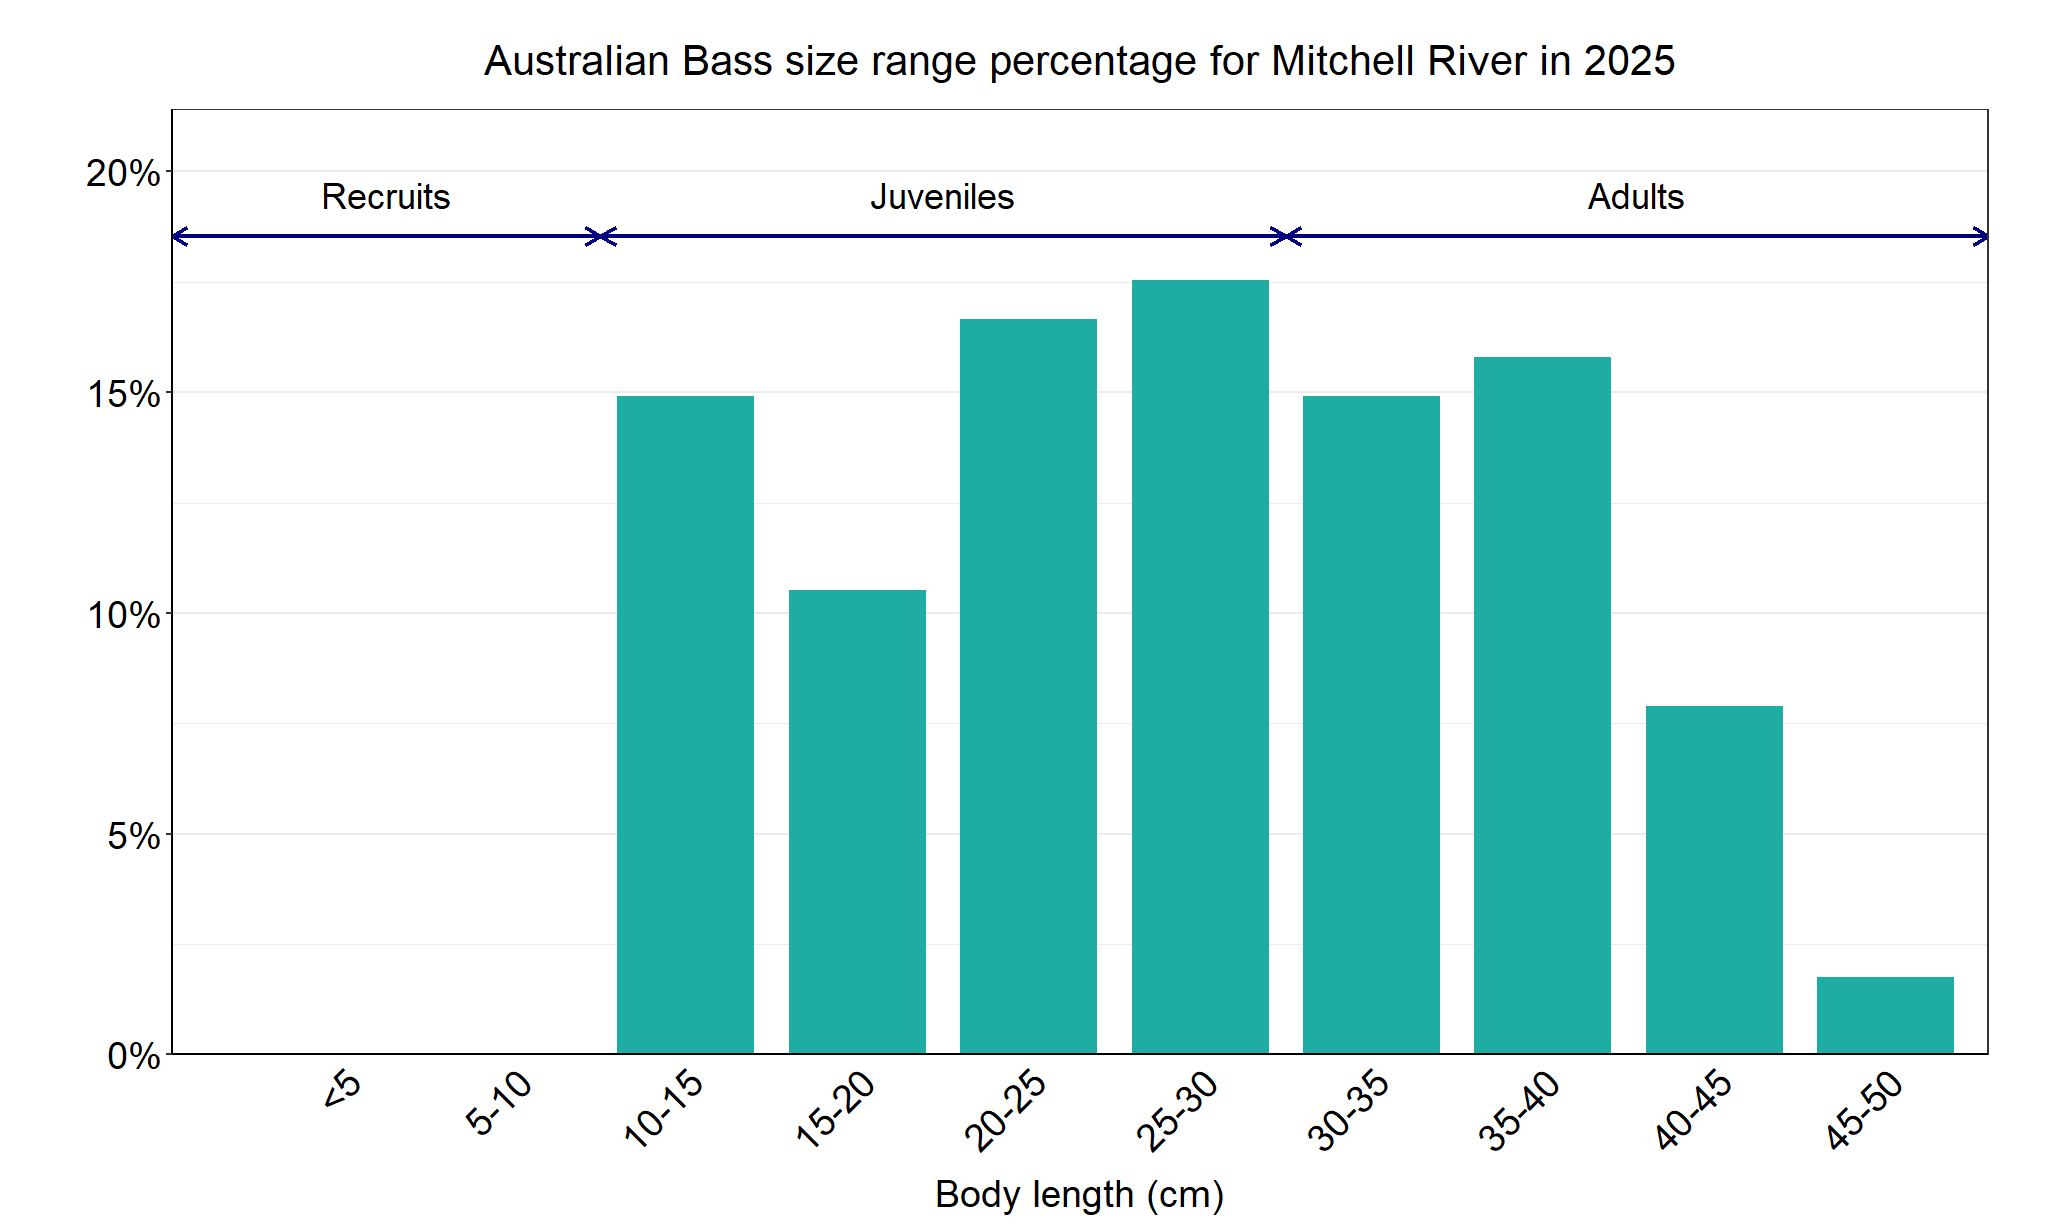 Australian Bass size range percentage for Mitchell River in 2025
20%
Recruits Juveniles Adults
15%
10%
5%
0%
<5 5-10 10-15 15-20 20-25 25-30 30-35 35-40 40-45 45-50
Body length (cm)